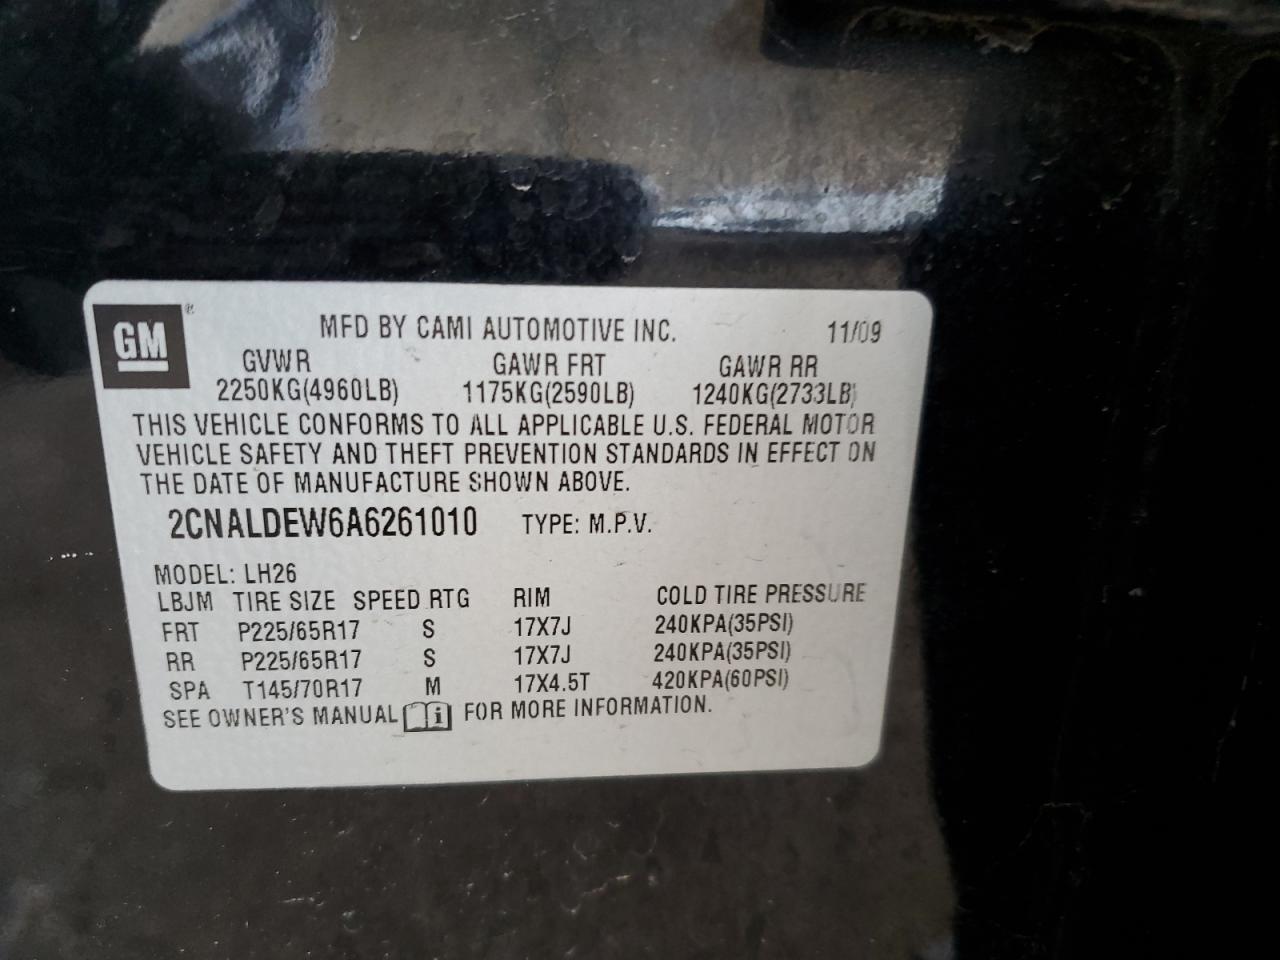 GM®
MFD BY CAMI AUTOMOTIVE INC. 11/09
GVWR GAWR FRT GAWR RR
2250KG(4960LB) 1175KG(2590LB) 1240KG(2733LB)
THIS VEHICLE CONFORMS TO ALL APPLICABLE U.S. FEDERAL MOTOR
VEHICLE SAFETY AND THEFT PREVENTION STANDARDS IN EFFECT ON
THE DATE OF MANUFACTURE SHOWN ABOVE.
2CNALDEW6A6261010 TYPE: M.P.V.
MODEL: LH26
LBJM TIRE SIZE SPEED RTG RIM COLD TIRE PRESSURE
FRT P225/65R17 S 17X7J 240KPA(35PSI)
RR P225/65R17 S 17X7J 240KPA(35PSI)
SPA T145/70R17 M 17X4.5T 420KPA(60PSI)
SEE OWNER'S MANUAL i FOR MORE INFORMATION.